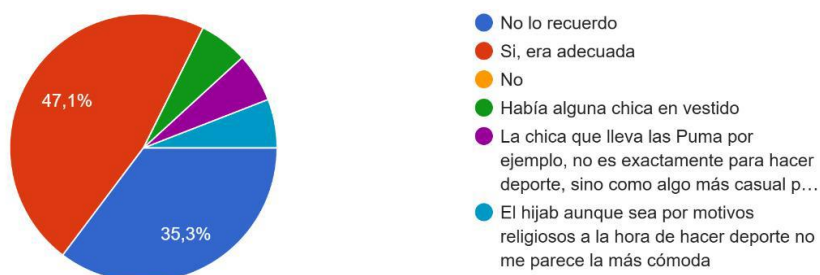 47,1%
35,3%
No lo recuerdo
Si, era adecuada
No
Había alguna chica en vestido
La chica que lleva las Puma por
ejemplo, no es exactamente para hacer
deporte, sino como algo más casual p…
El hijab aunque sea por motivos
religiosos a la hora de hacer deporte no
me parece la más cómoda